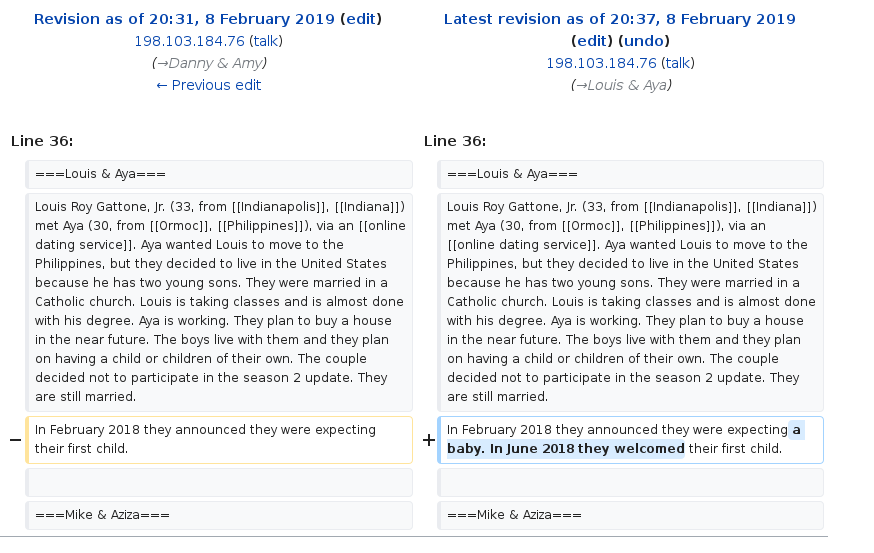 Revision as of 20:31, 8 February 2019 (edit)
198.103.184.76 (talk)
(→Danny & Amy)
← Previous edit
Latest revision as of 20:37, 8 February 2019
(edit) (undo)
198.103.184.76 (talk)
(→Louis & Aya)
Line 36:
Line 36:
===Louis & Aya===
===Louis & Aya===
Louis Roy Gattone, Jr. (33, from [[Indianapolis]], [[Indiana]])
met Aya (30, from [[Ormoc]], [[Philippines]]), via an [[online
dating service]]. Aya wanted Louis to move to the
Philippines, but they decided to live in the United States
because he has two young sons. They were married in a
Catholic church. Louis is taking classes and is almost done
with his degree. Aya is working. They plan to buy a house
in the near future. The boys live with them and they plan
on having a child or children of their own. The couple
decided not to participate in the season 2 update. They
are still married.
Louis Roy Gattone, Jr. (33, from [[Indianapolis]], [[Indiana]])
met Aya (30, from [[Ormoc]], [[Philippines]]), via an
[[online dating service]]. Aya wanted Louis to move to the
Philippines, but they decided to live in the United States
because he has two young sons. They were married in a
Catholic church. Louis is taking classes and is almost done
with his degree. Aya is working. They plan to buy a house
in the near future. The boys live with them and they plan
on having a child or children of their own. The couple
decided not to participate in the season 2 update. They
are still married.
− In February 2018 they announced they were expecting
their first child.
+ In February 2018 they announced they were expecting a
baby. In June 2018 they welcomed their first child.
===Mike & Aziza===
===Mike & Aziza===